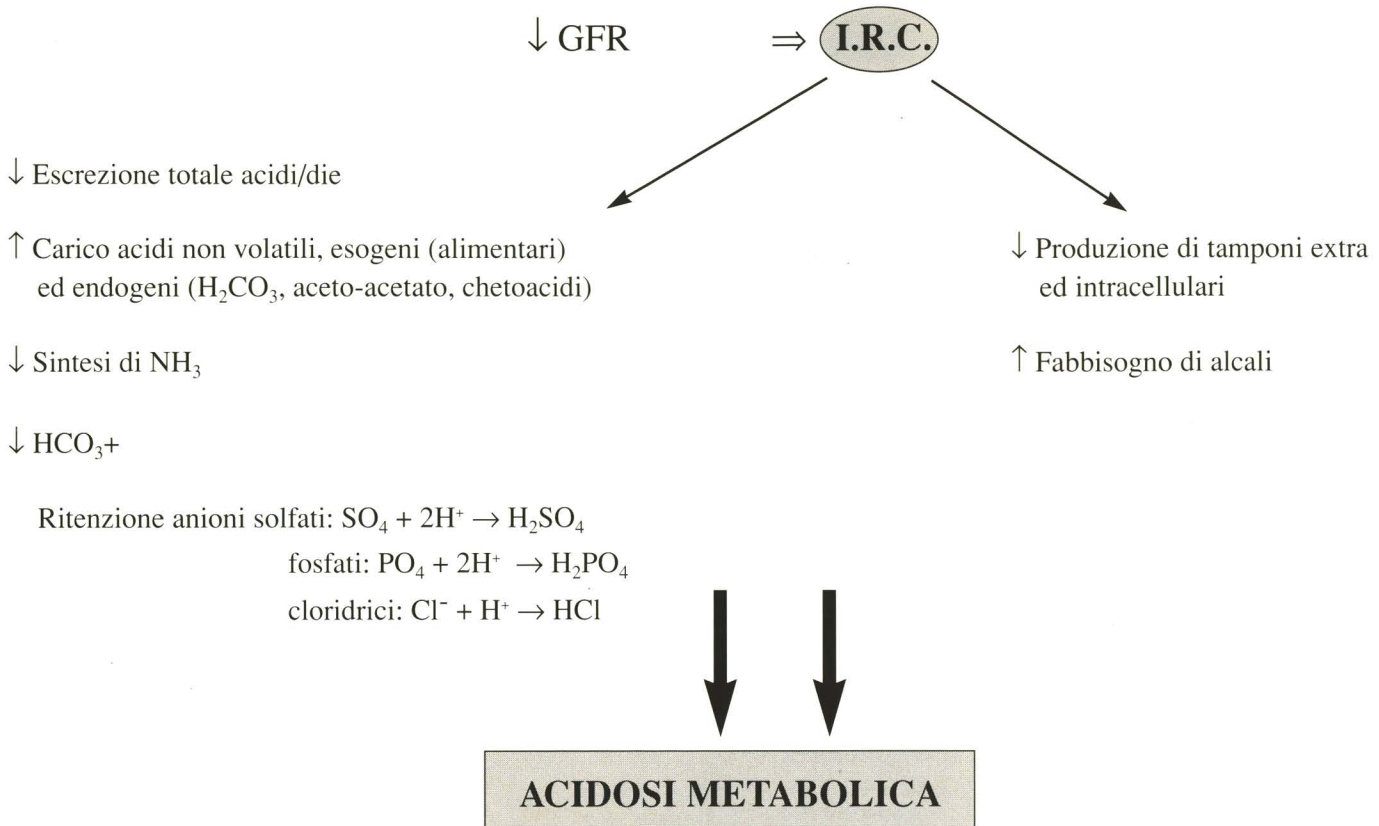 ↓ GFR ⇒ I.R.C.
↓ Escrezione totale acidi/die
↑ Carico acidi non volatili, esogeni (alimentari)
ed endogeni (H₂CO₃, aceto-acetato, chetoacidi)
↓ Sintesi di NH₃
↓ HCO₃+
Ritenzione anioni solfati: SO₄ + 2H⁺ → H₂SO₄
fosfati: PO₄ + 2H⁺ → H₂PO₄
cloridrici: Cl⁻ + H⁺ → HCl
↓ Produzione di tamponi extra
ed intracellulari
↑ Fabbisogno di alcali
ACIDOSI METABOLICA